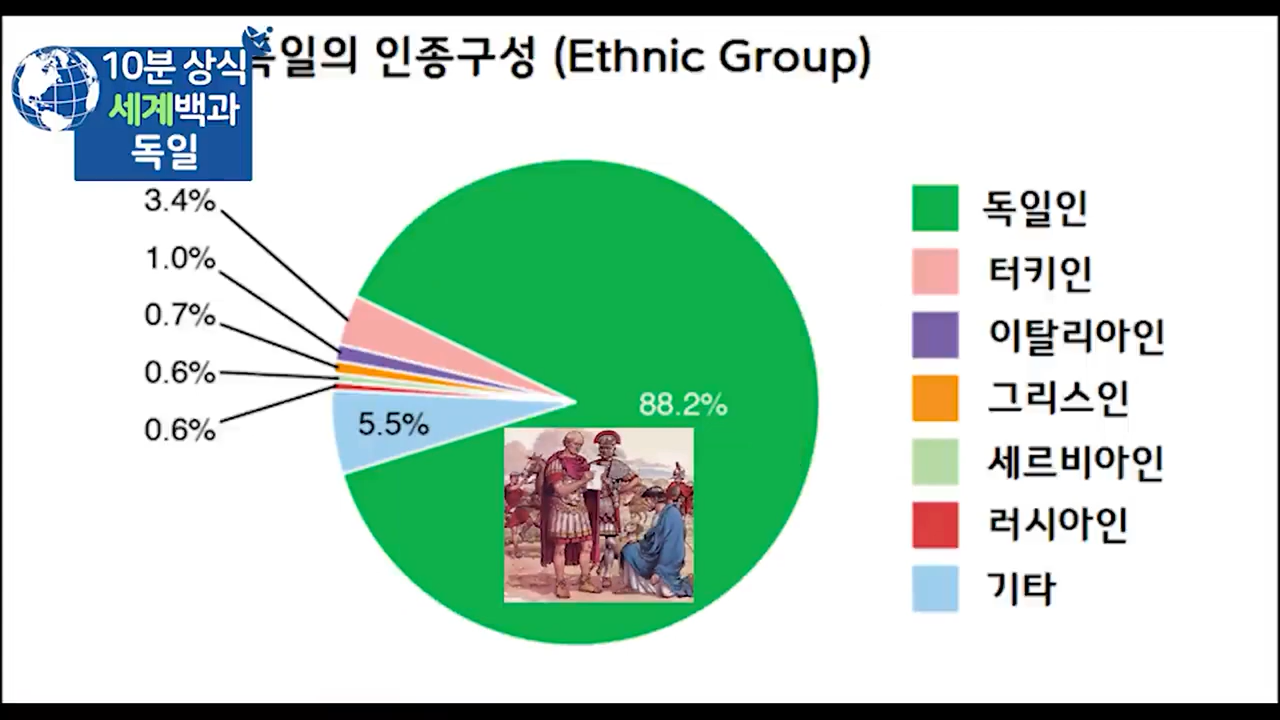 10분 상식
세계백과
독일
독일의 인종구성 (Ethnic Group)
3.4%
1.0%
0.7%
0.6%
0.6%
5.5%
88.2%
독일인
터키인
이탈리아인
그리스인
세르비아인
러시아인
기타